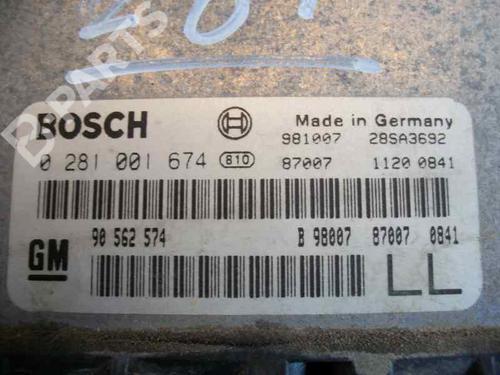 B-PARTS
BOSCH
Made in Germany
981007 28SA3692
0 281 001 674 810 87007 1120 0841
90 562 574 B 98007 87007 0841
GM LL